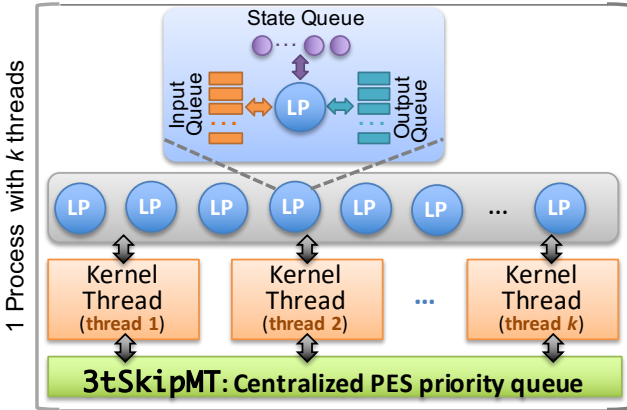 1 Process with k threads
State Queue
...
Input
Queue
...
LP
Output
Queue
...
LP LP LP LP LP LP ... LP
Kernel
Thread
(thread 1)
Kernel
Thread
(thread 2)
...
Kernel
Thread
(thread k)
3tSkipMT: Centralized PES priority queue